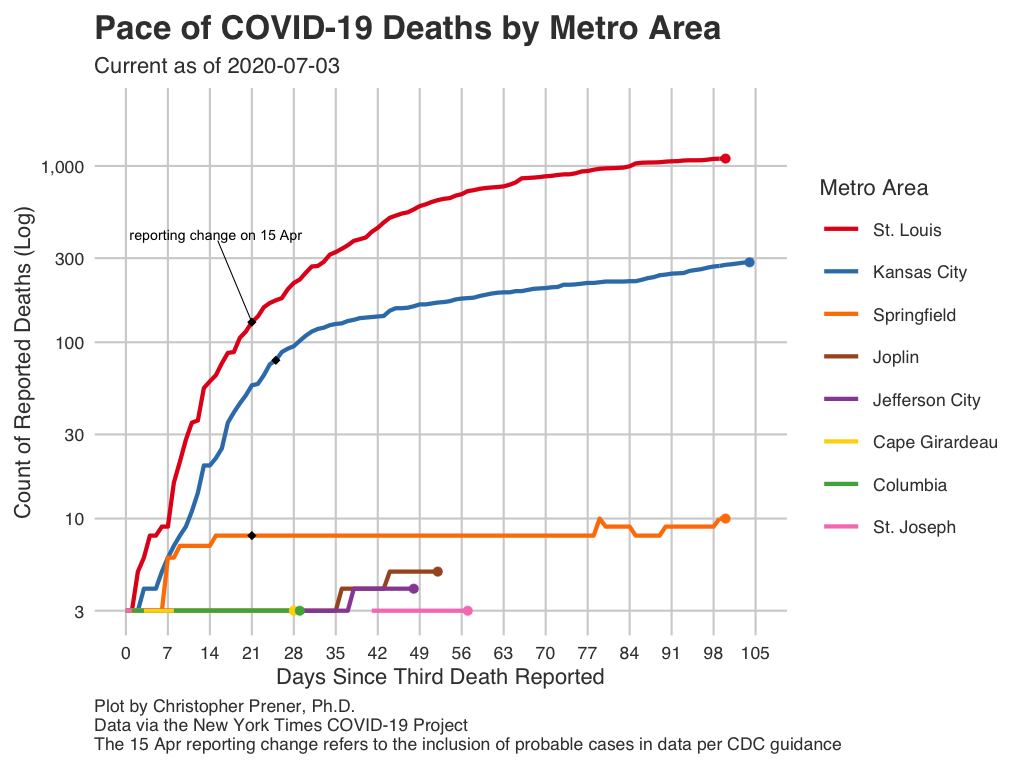 Pace of COVID-19 Deaths by Metro Area
Current as of 2020-07-03
Count of Reported Deaths (Log)
1,000
300
100
30
10
3
reporting change on 15 Apr
0 7 14 21 28 35 42 49 56 63 70 77 84 91 98 105
Days Since Third Death Reported
Metro Area
St. Louis
Kansas City
Springfield
Joplin
Jefferson City
Cape Girardeau
Columbia
St. Joseph
Plot by Christopher Prener, Ph.D.
Data via the New York Times COVID-19 Project
The 15 Apr reporting change refers to the inclusion of probable cases in data per CDC guidance